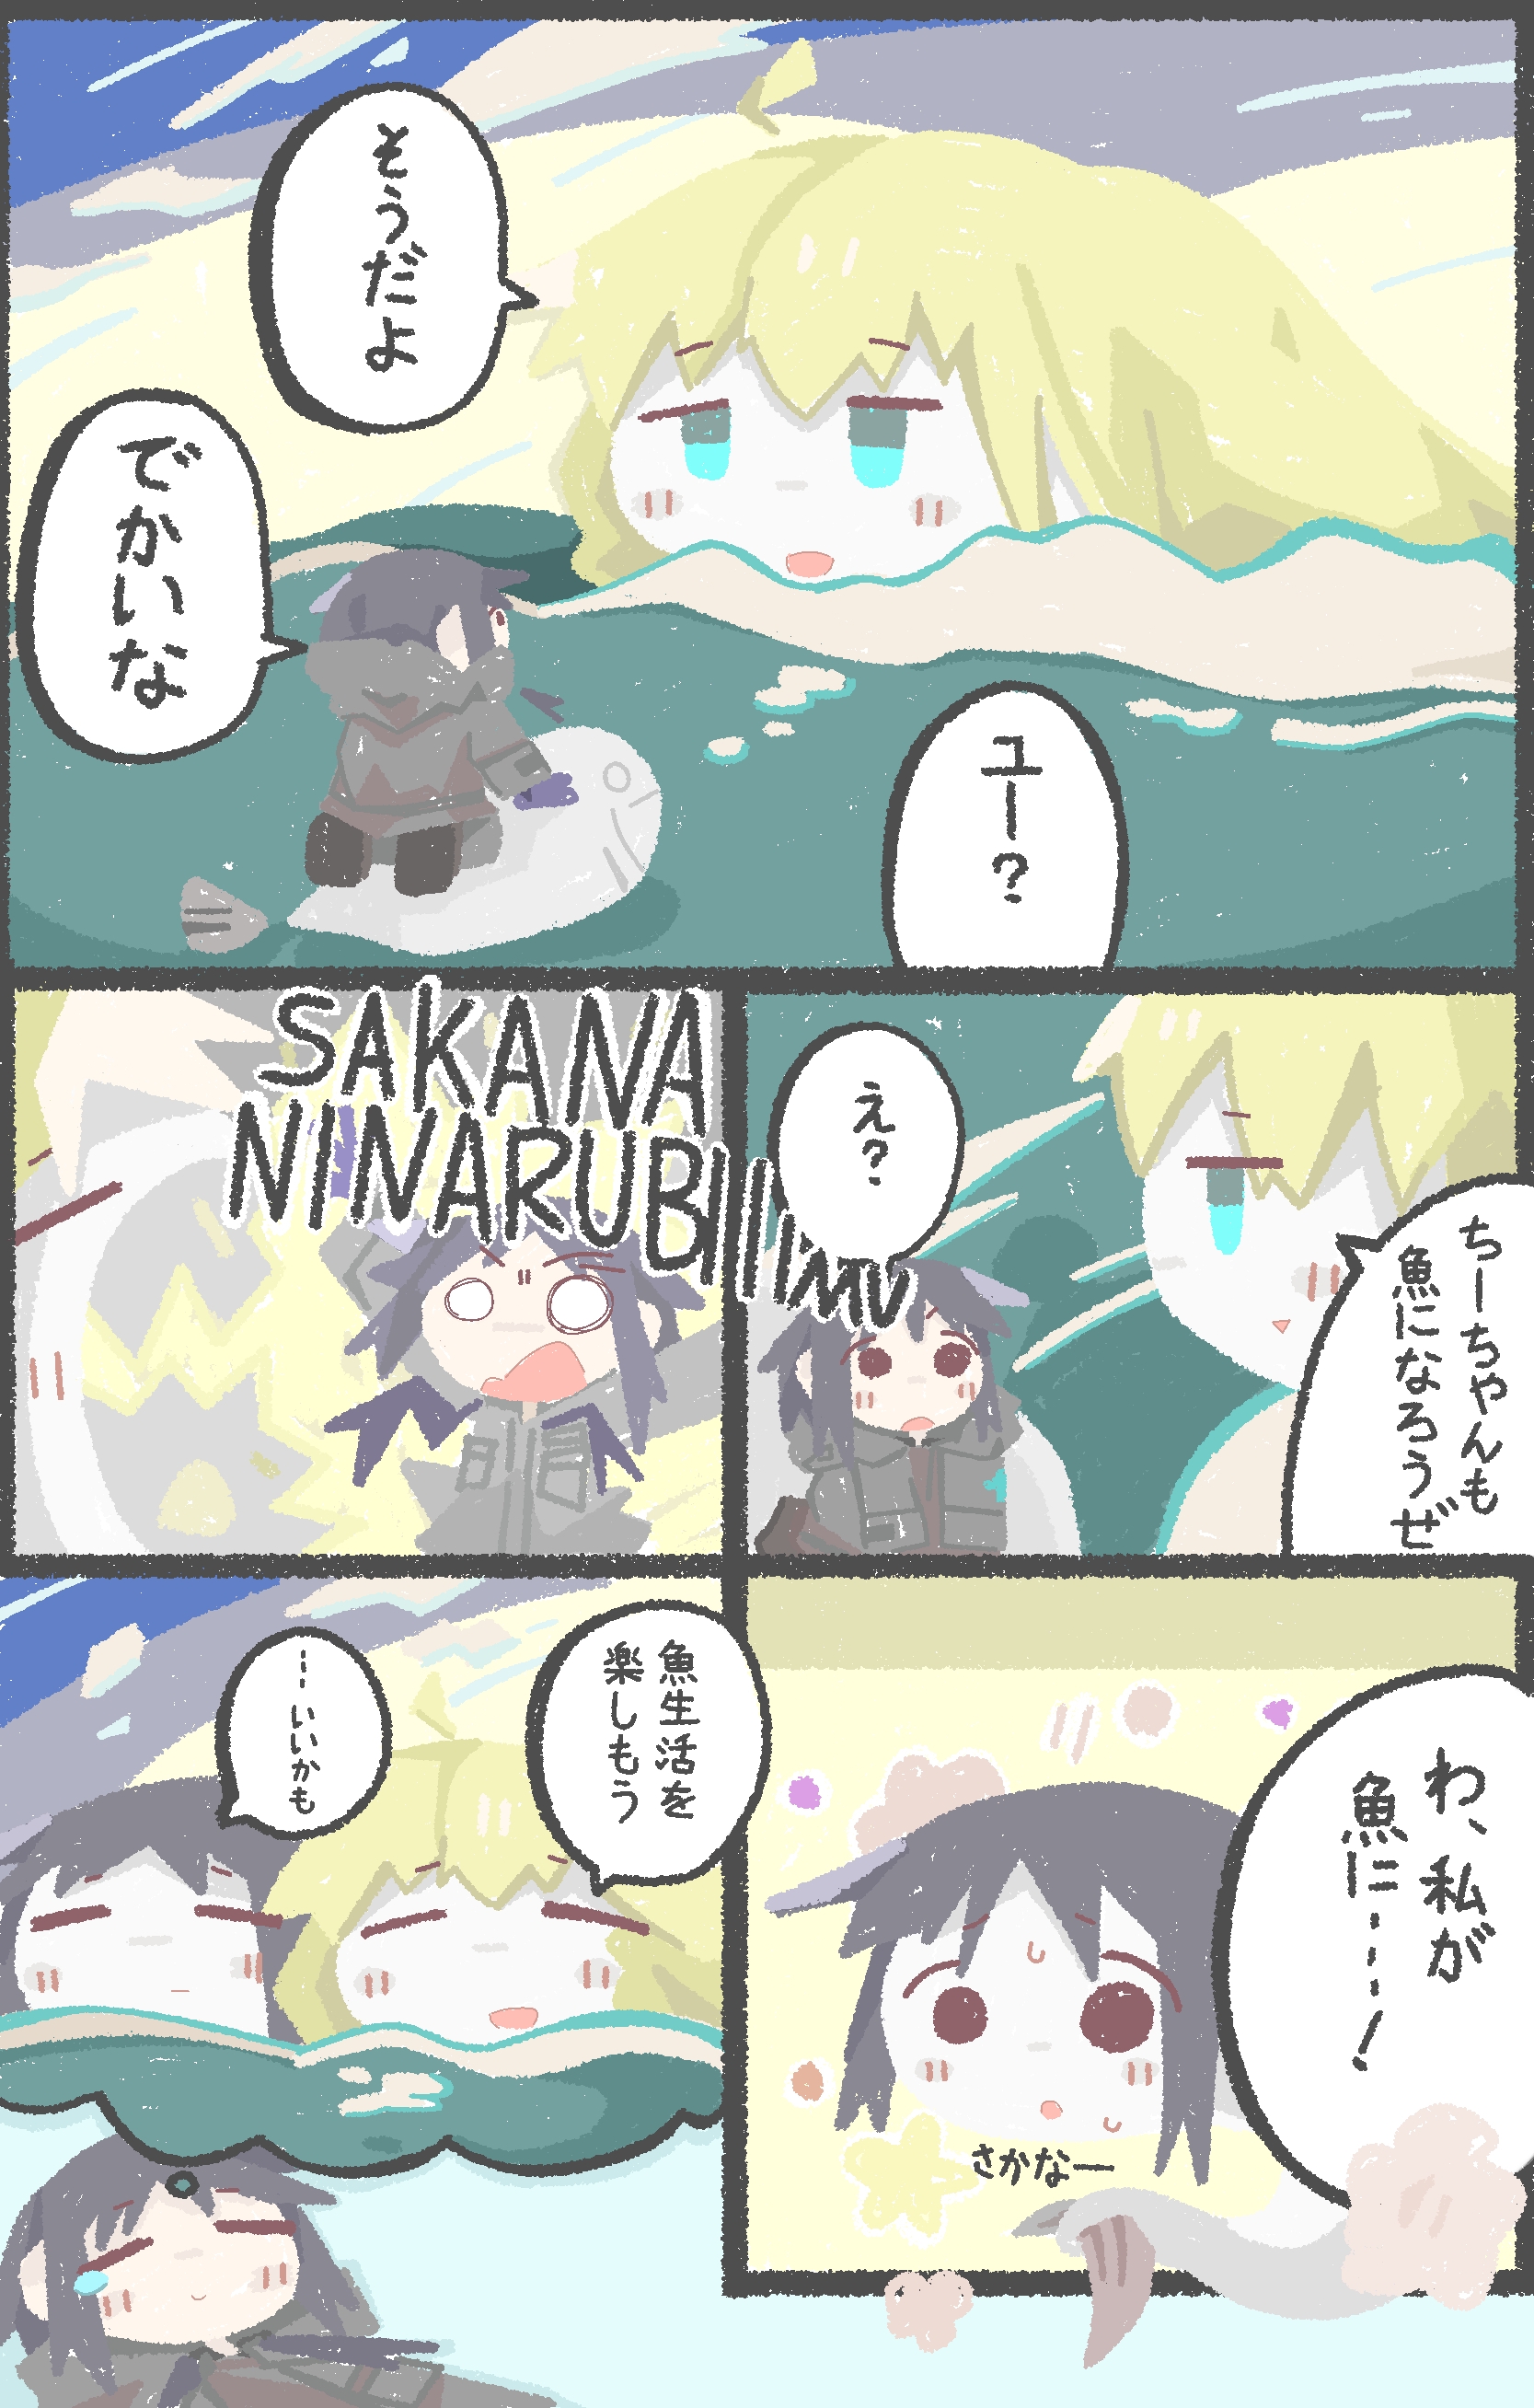 ユー?
そうだよ
でかいな
ちーちゃんも
魚になろうぜ
え?
SAKANA
NINARUBIIIIIMU
わ、私が
魚に……!
さかなー
魚生活を
楽しもう
…いいかも